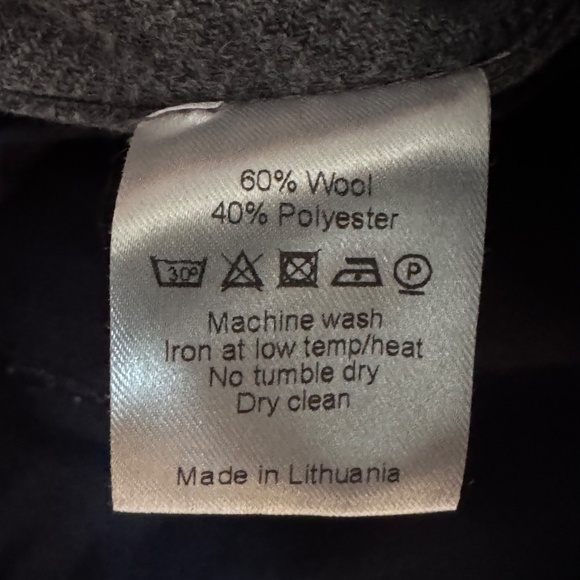 60% Wool
40% Polyester
30° P
Machine wash
Iron at low temp/heat
No tumble dry
Dry clean
Made in Lithuania